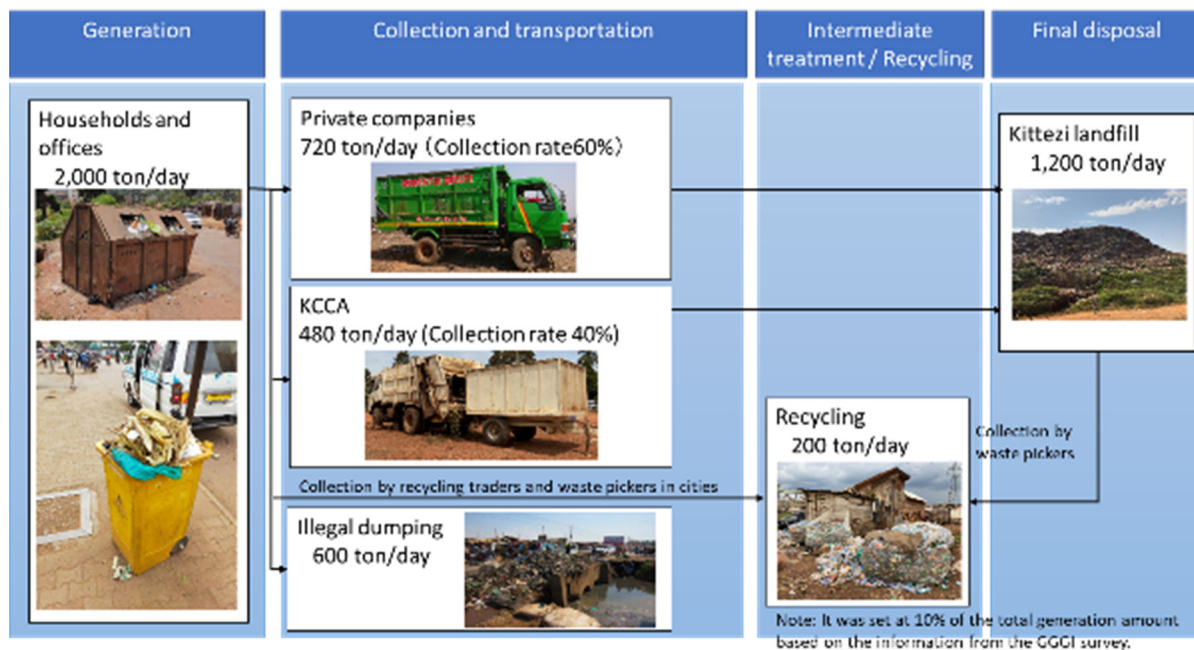 Generation
Collection and transportation
Intermediate
treatment / Recycling
Final disposal
Households and
offices
2,000 ton/day
Private companies
720 ton/day (Collection rate60%)
KCCA
480 ton/day (Collection rate 40%)
Collection by recycling traders and waste pickers in cities
Illegal dumping
600 ton/day
Recycling
200 ton/day
Collection by
waste pickers
Kittezi landfill
1,200 ton/day
Note: It was set at 10% of the total generation amount
based on the information from the GGGI survey.